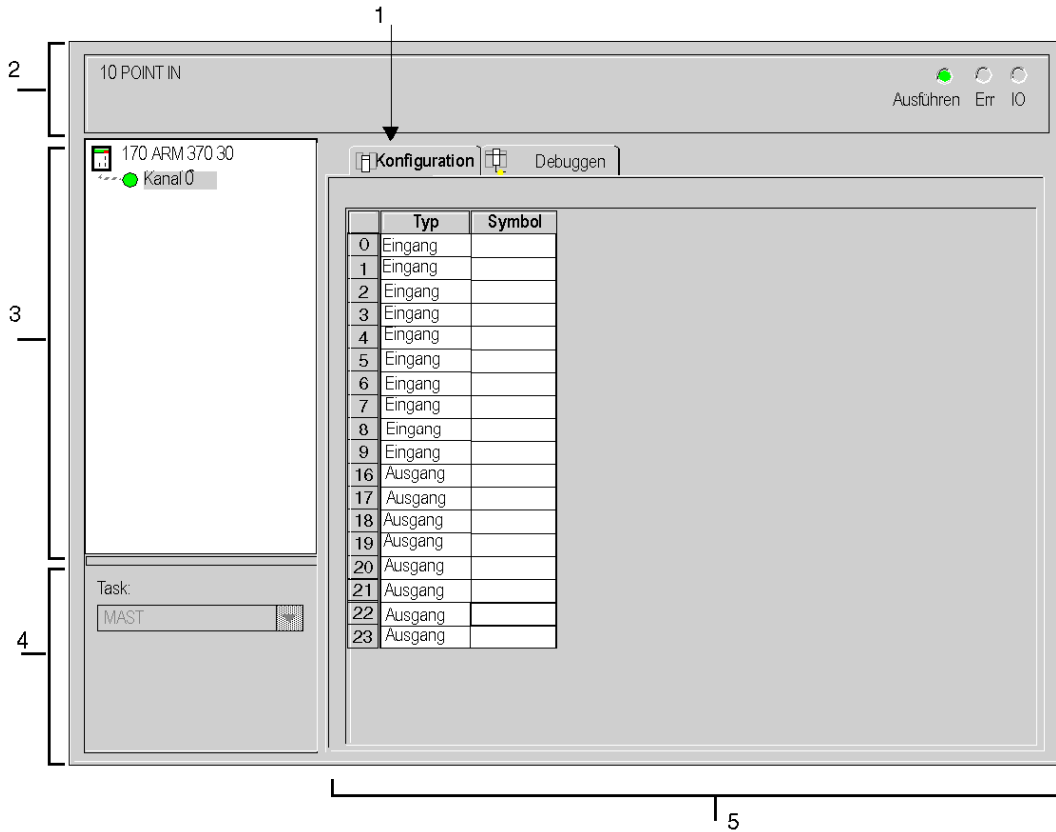 1
2
10 POINT IN
Ausführen Err IO
3
170 ARM 370 30
Kanal 0
Konfiguration Debuggen
Typ Symbol
0 Eingang
1 Eingang
2 Eingang
3 Eingang
4 Eingang
5 Eingang
6 Eingang
7 Eingang
8 Eingang
9 Eingang
16 Ausgang
17 Ausgang
18 Ausgang
19 Ausgang
20 Ausgang
21 Ausgang
22 Ausgang
23 Ausgang
4
Task:
MAST
5